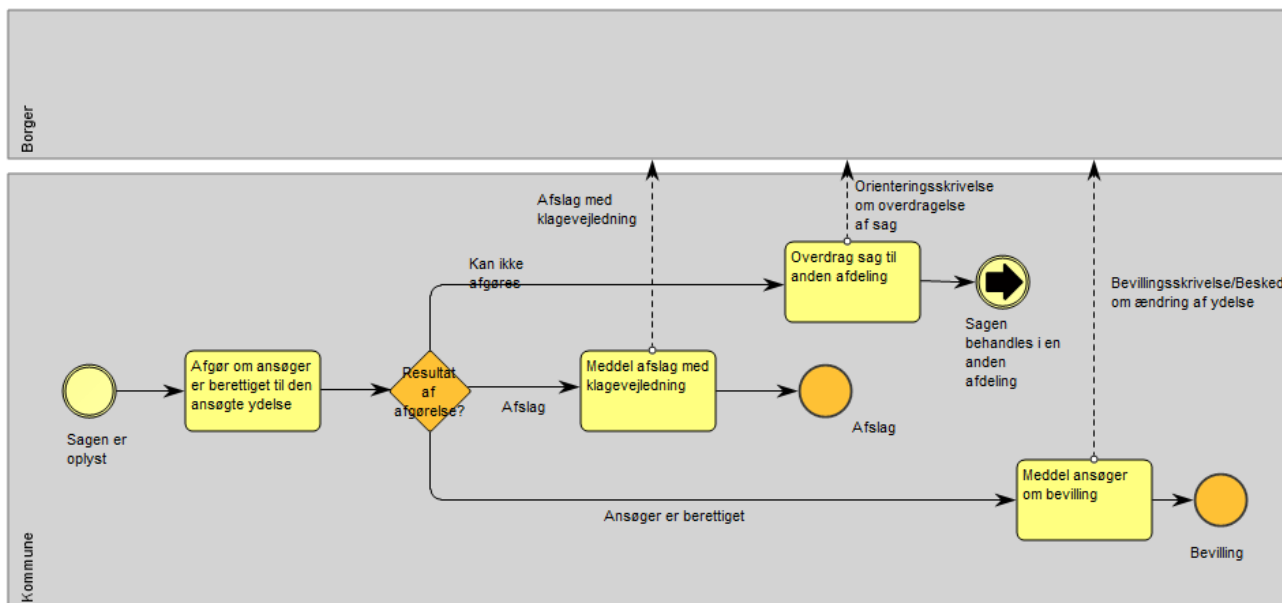 Borger
Afslag med
klagevejledning
Orienteringsskrivelse
om overdragelse
af sag
Kan ikke
afgøres
Overdrag sag til
anden afdeling
Bevillingsskrivelse/Besked
om ændring af ydelse
Sagen
behandles i en
anden
afdeling
Afgør om ansøger
er berettiget til den
ansøgte ydelse
Resultat
af
afgørelse?
Meddel afslag med
klagevejledning
Afslag
Afslag
Sagen er
oplyst
Meddel ansøger
om bevilling
Ansøger er berettiget
Bevilling
Kommune